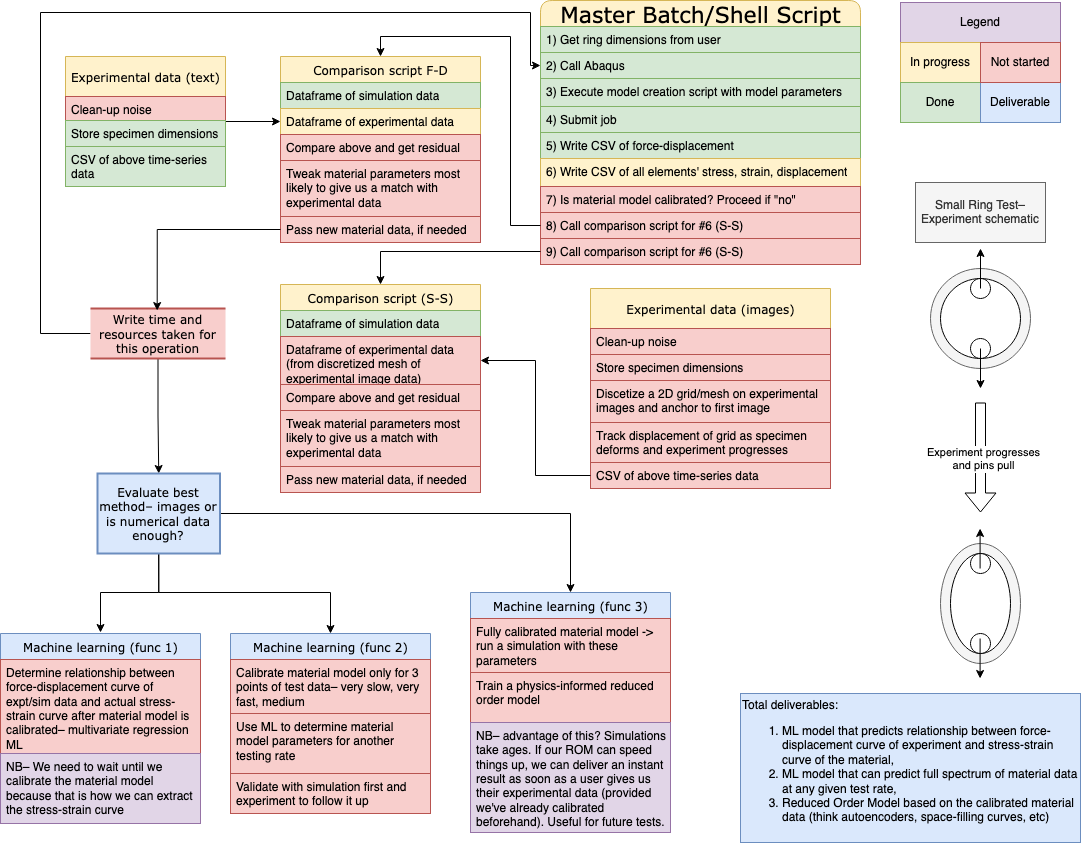 Master Batch/Shell Script
1) Get ring dimensions from user
2) Call Abaqus
3) Execute model creation script with model parameters
4) Submit job
5) Write CSV of force-displacement
6) Write CSV of all elements' stress, strain, displacement
7) Is material model calibrated? Proceed if "no"
8) Call comparison script for #6 (S-S)
9) Call comparison script for #6 (S-S)
Legend
In progress
Not started
Done
Deliverable
Experimental data (text)
Clean-up noise
Store specimen dimensions
CSV of above time-series
data
Comparison script F-D
Dataframe of simulation data
Dataframe of experimental data
Compare above and get residual
Tweak material parameters most
likely to give us a match with
experimental data
Pass new material data, if needed
Small Ring Test–
Experiment schematic
Experiment progresses
and pins pull
Write time and
resources taken for
this operation
Comparison script (S-S)
Dataframe of simulation data
Dataframe of experimental data
(from discretized mesh of
experimental image data)
Compare above and get residual
Tweak material parameters most
likely to give us a match with
experimental data
Pass new material data, if needed
Experimental data (images)
Clean-up noise
Store specimen dimensions
Discetize a 2D grid/mesh on experimental
images and anchor to first image
Track displacement of grid as specimen
deforms and experiment progresses
CSV of above time-series data
Evaluate best
method– images or
is numerical data
enough?
Machine learning (func 1)
Determine relationship between
force-displacement curve of
expt/sim data and actual stress-
strain curve after material model is
calibrated– multivariate regression
ML
NB– We need to wait until we
calibrate the material model
because that is how we can extract
the stress-strain curve
Machine learning (func 2)
Calibrate material model only for 3
points of test data– very slow, very
fast, medium
Use ML to determine material
model parameters for another
testing rate
Validate with simulation first and
experiment to follow it up
Machine learning (func 3)
Fully calibrated material model ->
run a simulation with these
parameters
Train a physics-informed reduced
order model
NB– advantage of this? Simulations
take ages. If our ROM can speed
things up, we can deliver an instant
result as soon as a user gives us
their experimental data (provided
we've already calibrated
beforehand). Useful for future tests.
Total deliverables:
1. ML model that predicts relationship between force-
displacement curve of experiment and stress-strain
curve of the material,
2. ML model that can predict full spectrum of material data
at any given test rate,
3. Reduced Order Model based on the calibrated material
data (think autoencoders, space-filling curves, etc)